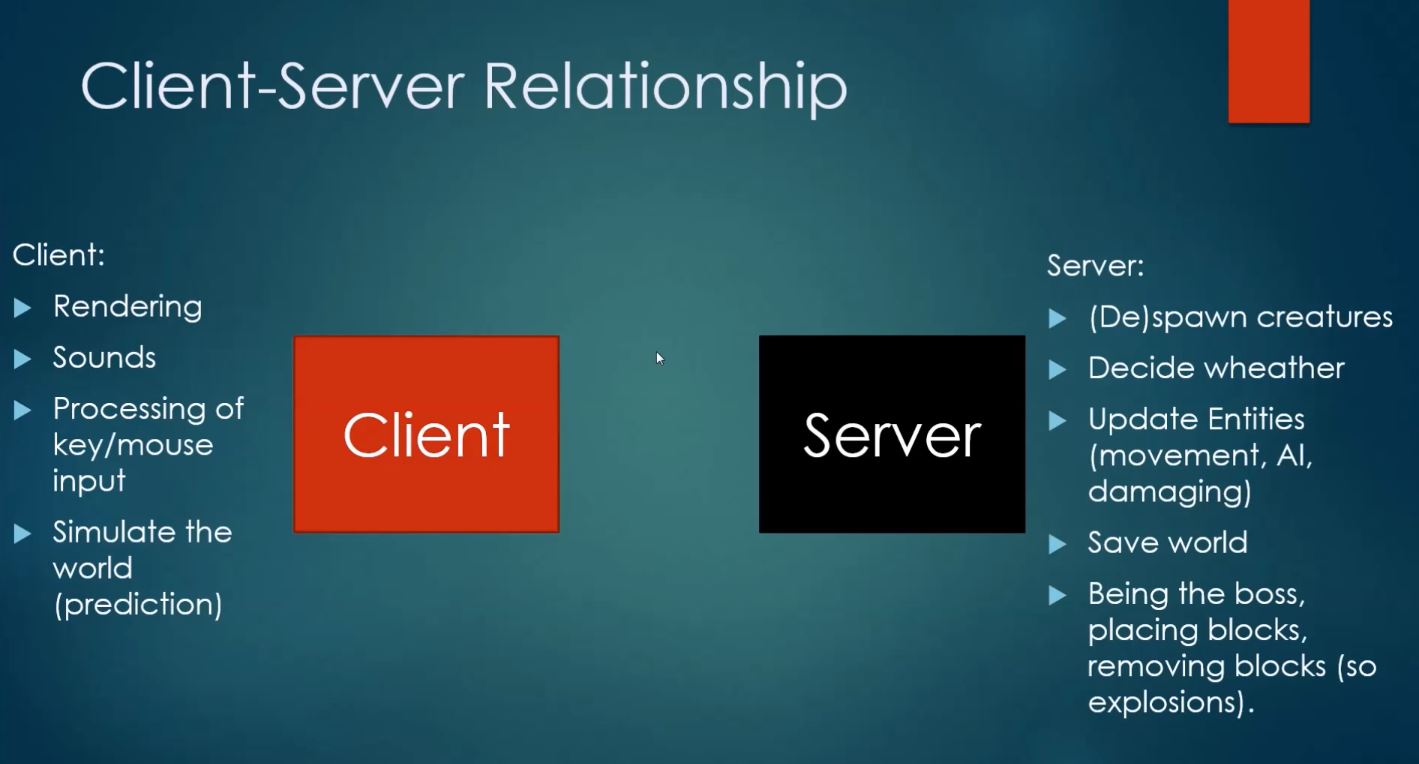 Client-Server Relationship
Client:
Rendering
Sounds
Processing of
key/mouse
input
Simulate the
world
(prediction)
Client
Server
Server:
(De)spawn creatures
Decide wheather
Update Entities
(movement, AI,
damaging)
Save world
Being the boss,
placing blocks,
removing blocks (so
explosions).